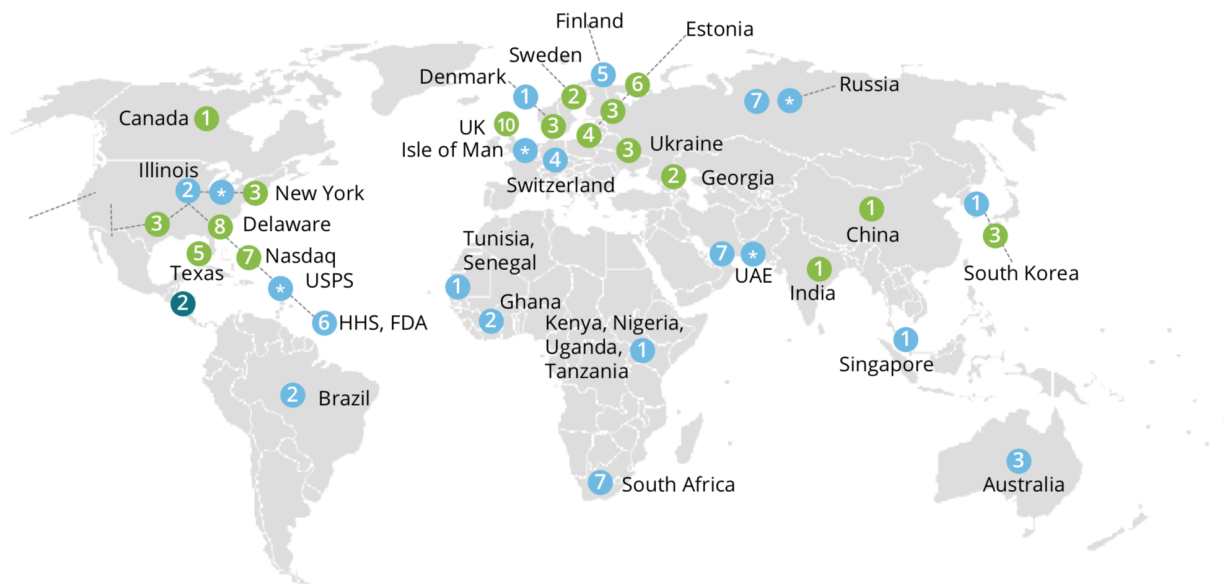 Finland
Estonia
Sweden
Denmark
5
6
Russia
1
2
7
*
Canada
1
UK
10
3
3
4
Isle of Man
*
4
3
Ukraine
Switzerland
Illinois
2
*
3
New York
2
Georgia
3
8
Delaware
1
China
1
3
South Korea
5
Texas
7
Nasdaq
USPS
*
Tunisia,
Senegal
1
7
*
UAE
1
India
2
6
HHS, FDA
Ghana
2
Kenya, Nigeria,
Uganda,
Tanzania
1
1
Singapore
2
Brazil
7
South Africa
3
Australia